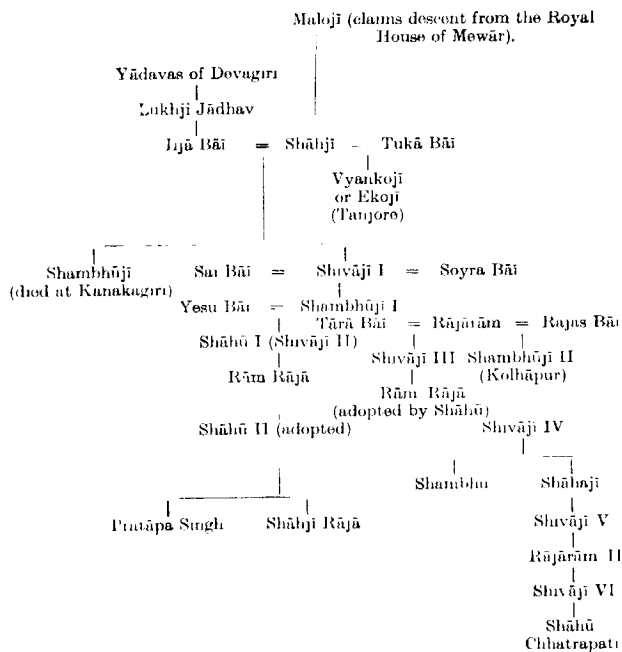 Malojī (claims descent from the Royal
House of Mewār).
Yādavas of Devagiri
Lukhji Jādhav
Bāī = Shāhjī – Tukā Bāī
Vyankojī
or Ekojī
(Tanjore)
Shambhūjī Sai Bāī = Shivājī I = Soyra Bāī
(died at Kanakagiri)
Yesu Bāī – Shambhūjī I
Tārā Bāī = Rājārām = Rajas Bāī
Shāhū I (Shivājī II)
Shivājī III Shambhūjī II
Rām Rājā (Kolhāpur)
Rām Rājā
(adopted by Shāhū)
Shāhū II (adopted) Shivājī IV
Shambhu Shāhajī
Pratāpa Singh Shāhjī Rājā
Shivājī V
Rājārām II
Shivājī VI
Shāhū
Chhatrapati